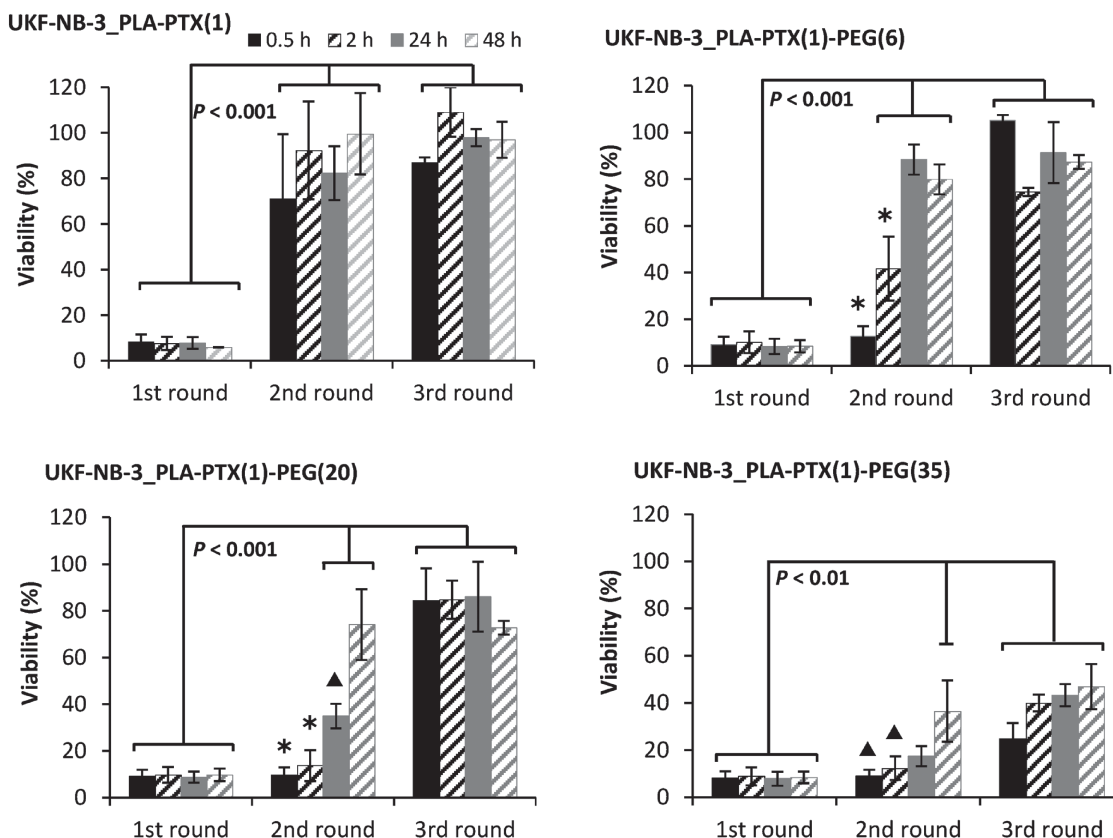 UKF-NB-3_PLA-PTX(1)
0.5 h 2 h 24 h 48 h
120
100
80
60
40
20
0
Viability (%)
P < 0.001
1st round 2nd round 3rd round
UKF-NB-3_PLA-PTX(1)-PEG(6)
120
100
80
60
40
20
0
Viability (%)
P < 0.001
*
*
1st round 2nd round 3rd round
UKF-NB-3_PLA-PTX(1)-PEG(20)
120
100
80
60
40
20
0
Viability (%)
P < 0.001
*
*
▲
1st round 2nd round 3rd round
UKF-NB-3_PLA-PTX(1)-PEG(35)
120
100
80
60
40
20
0
Viability (%)
P < 0.01
▲
▲
1st round 2nd round 3rd round